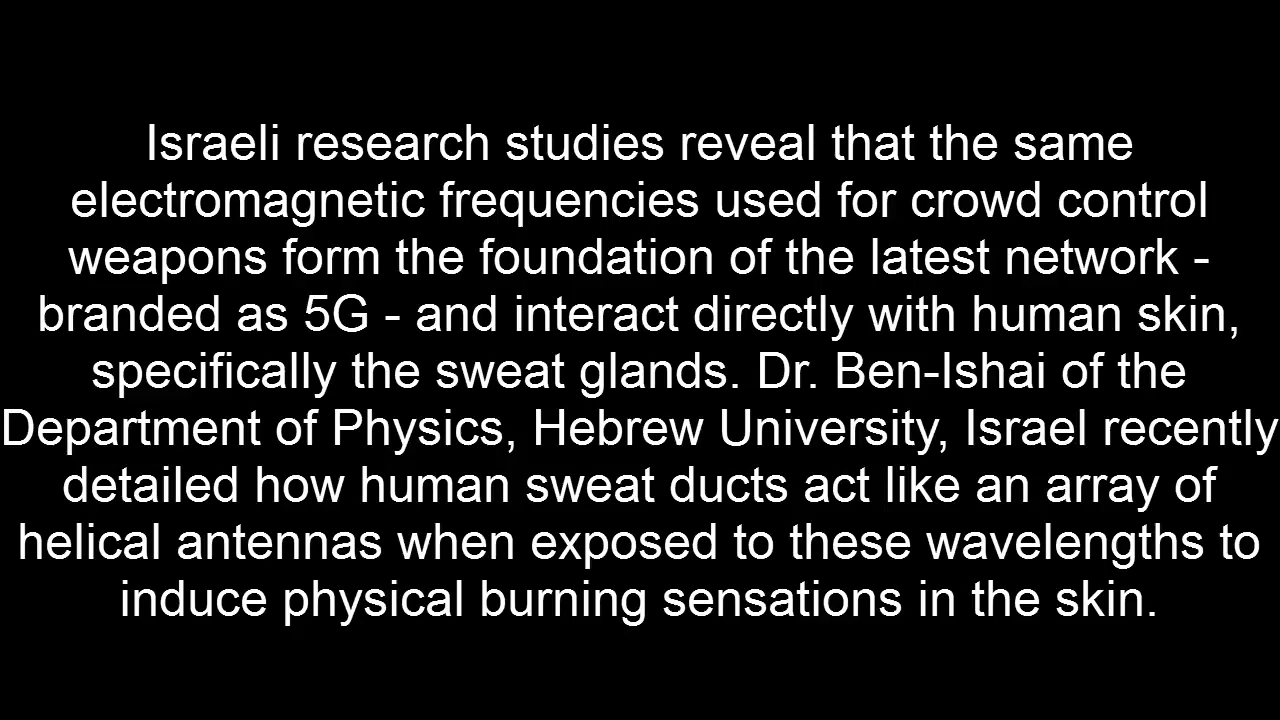 Israeli research studies reveal that the same
electromagnetic frequencies used for crowd control
weapons form the foundation of the latest network -
branded as 5G - and interact directly with human skin,
specifically the sweat glands. Dr. Ben-Ishai of the
Department of Physics, Hebrew University, Israel recently
detailed how human sweat ducts act like an array of
helical antennas when exposed to these wavelengths to
induce physical burning sensations in the skin.